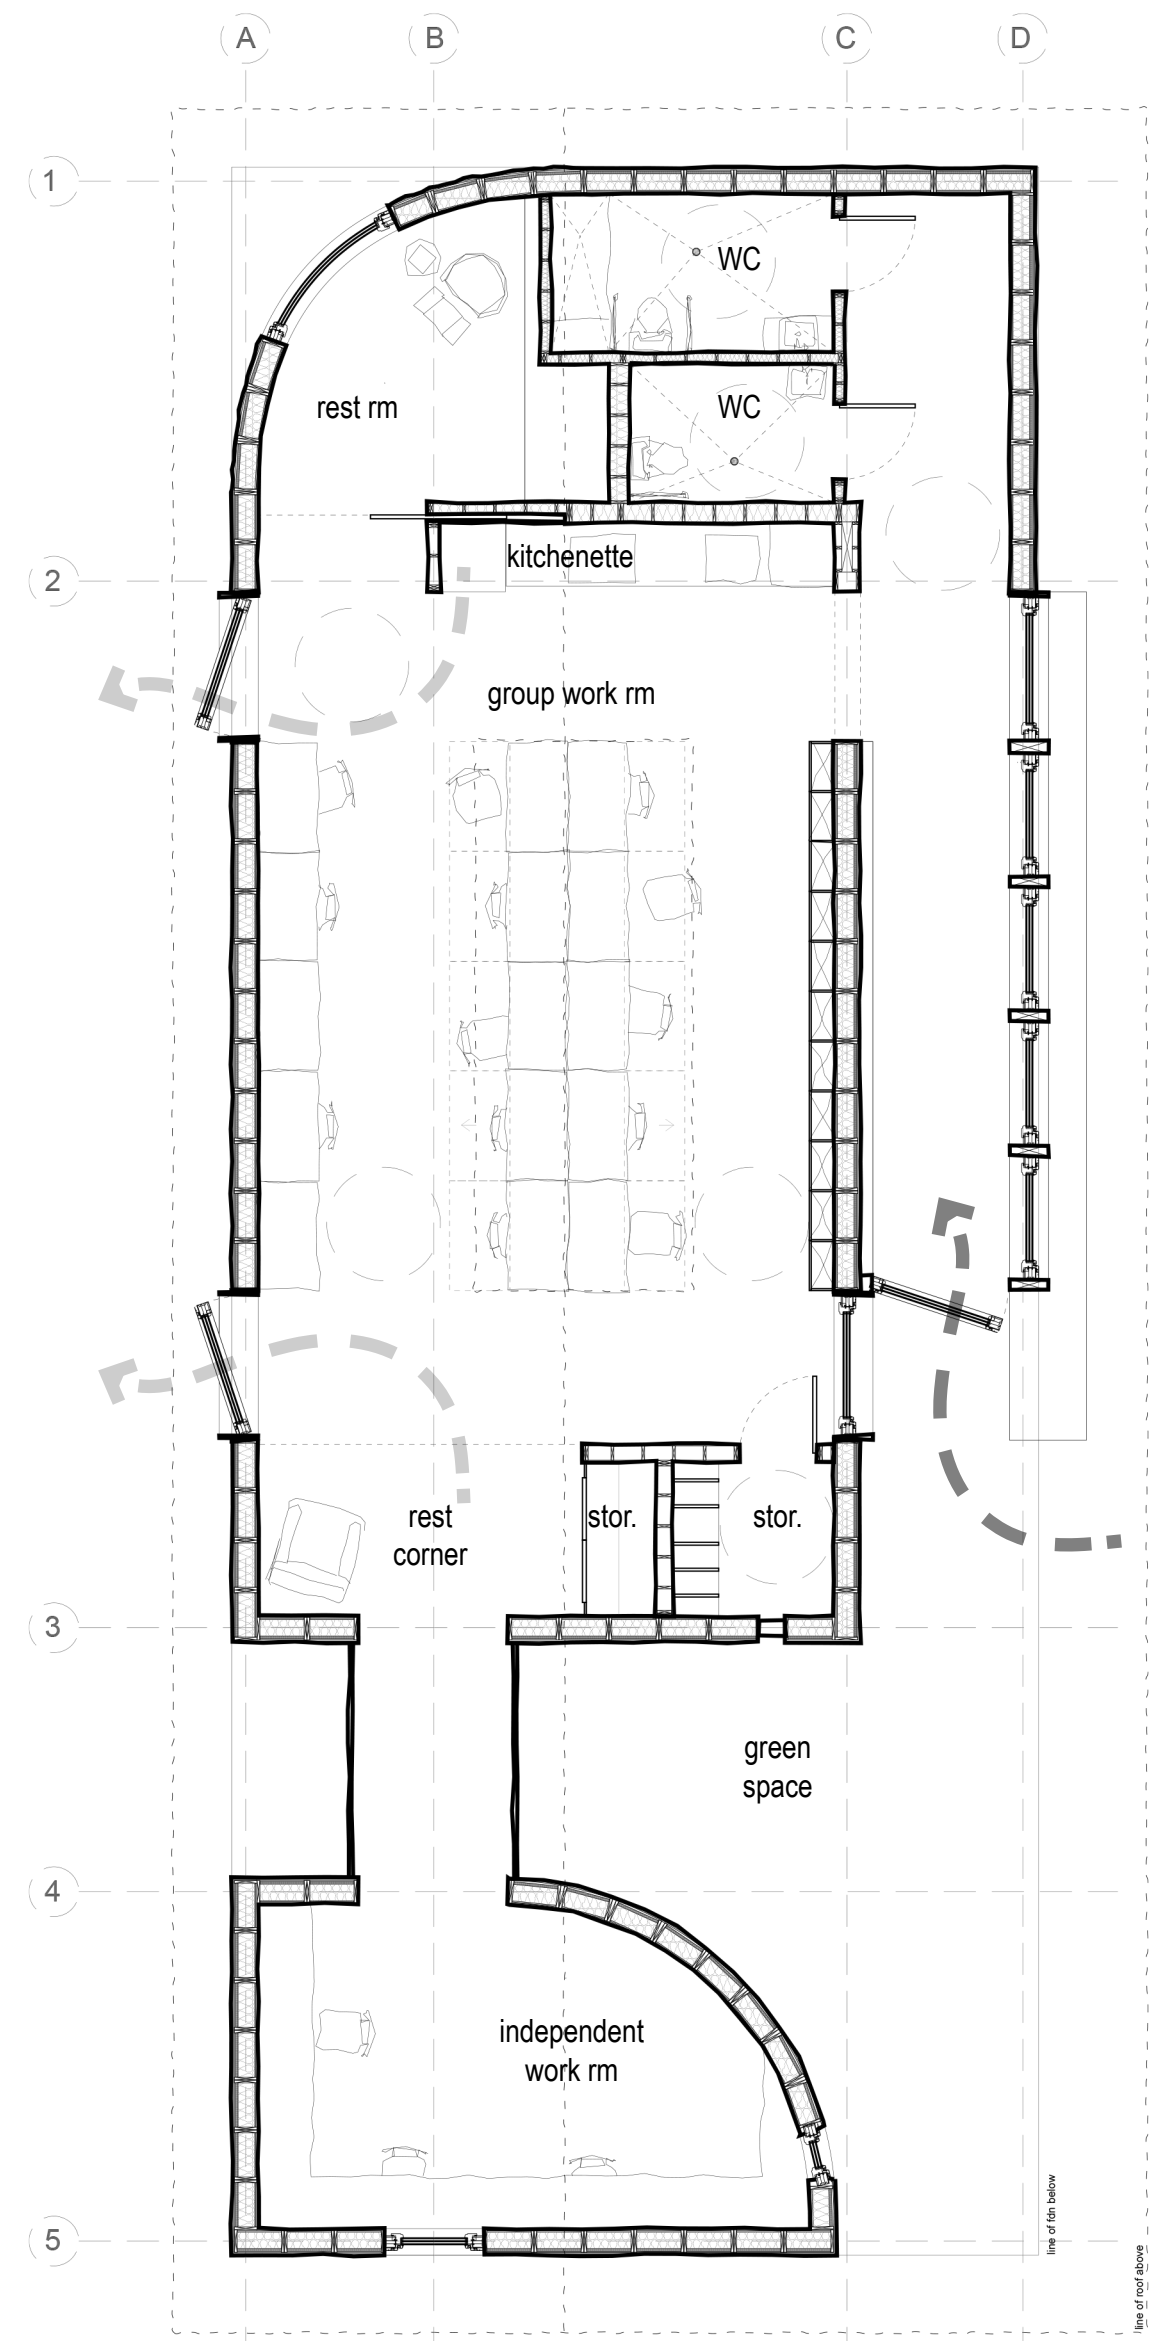 A
B
C
D
1
WC
rest rm
WC
kitchenette
2
group work rm
rest
corner
stor.
stor.
3
green
space
4
independent
work rm
5
line of fdn below
line of roof above